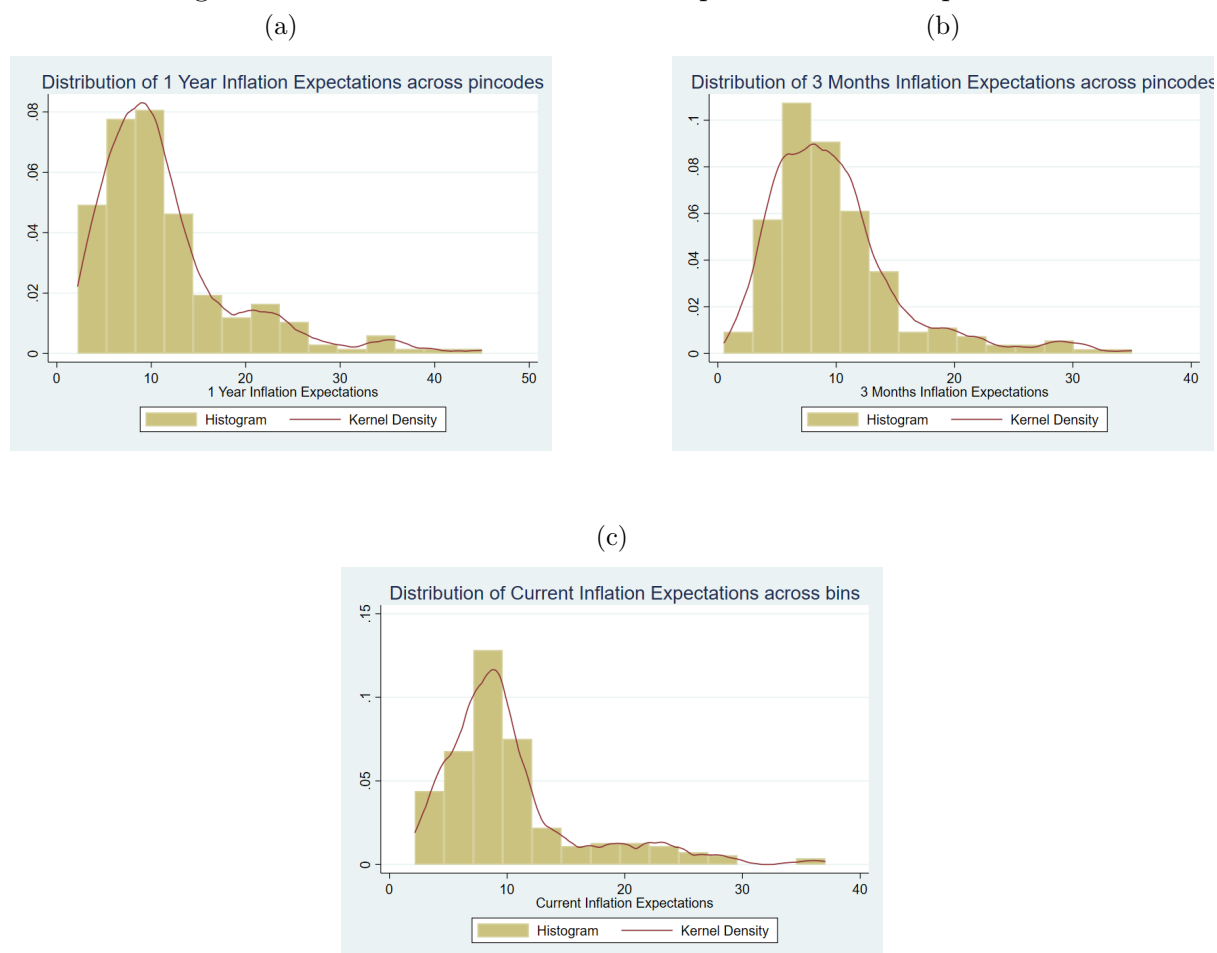 (a)
Distribution of 1 Year Inflation Expectations across pincodes
.08
.06
.04
.02
0
0 10 20 30 40 50
1 Year Inflation Expectations
Histogram Kernel Density
(b)
Distribution of 3 Months Inflation Expectations across pincodes
.1
.08
.06
.04
.02
0
0 10 20 30 40
3 Months Inflation Expectations
Histogram Kernel Density
(c)
Distribution of Current Inflation Expectations across bins
.15
.1
.05
0
0 10 20 30 40
Current Inflation Expectations
Histogram Kernel Density